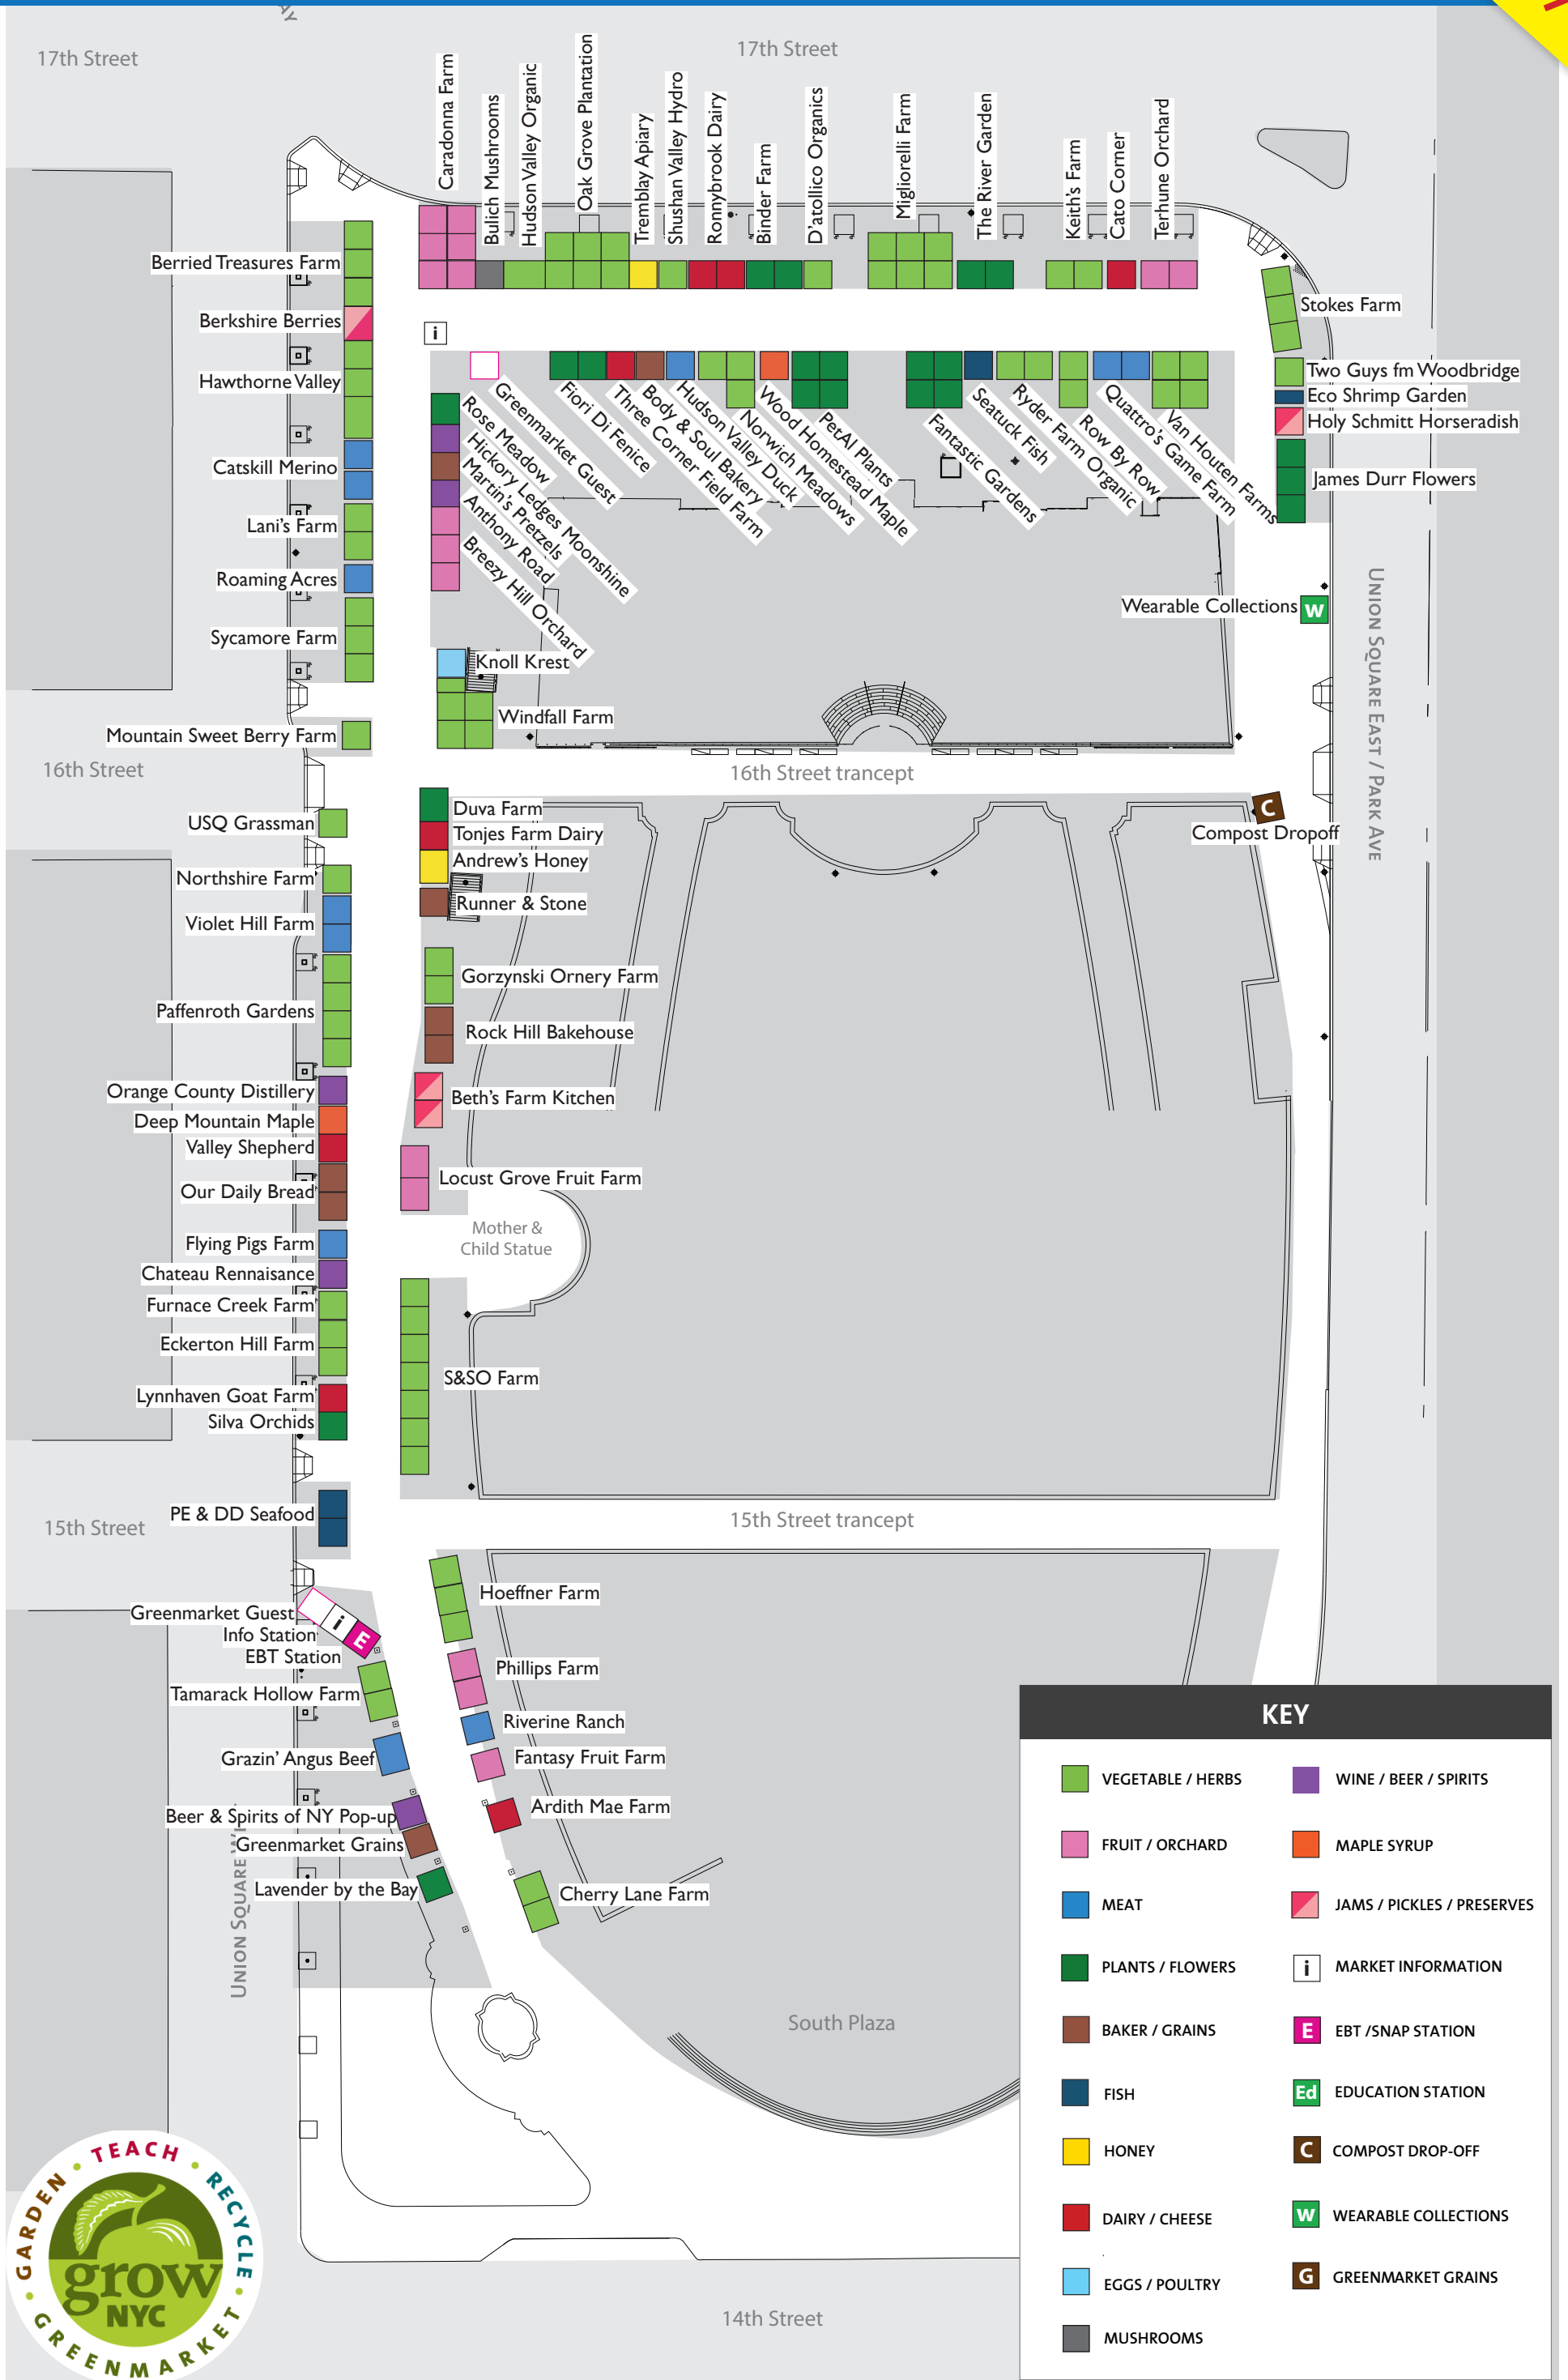 AY
17th Street
17th Street
Caradonna Farm
Bulich Mushrooms
Hudson Valley Organic
Oak Grove Plantation
Tremblay Apiary
Shushan Valley Hydro
Ronnybrook Dairy
Binder Farm
D'atollico Organics
Migliorelli Farm
The River Garden
Keith's Farm
Cato Corner
Terhune Orchard
Berried Treasures Farm
Berkshire Berries
Hawthorne Valley
Catskill Merino
Lani's Farm
Roaming Acres
Sycamore Farm
Mountain Sweet Berry Farm
16th Street
i
Greenmarket Guest
Fiori Di Fenice
Three Corner Field Farm
Body & Soul Bakery
Hudson Valley Duck
Norwich Meadows
Wood Homestead Maple
PetAl Plants
Fantastic Gardens
Seatuck Fish
Ryder Farm Organic
Row By Row
Quattro's Game Farm
Van Houten Farms
Rose Meadow
Hickory Ledges Moonshine
Martin's Pretzels
Anthony Road
Breezy Hill Orchard
Knoll Krest
Windfall Farm
Stokes Farm
Two Guys fm Woodbridge
Eco Shrimp Garden
Holy Schmitt Horseradish
James Durr Flowers
Wearable Collections
W
Union Square East / Park Ave
16th Street trancept
C
Compost Dropoff
USQ Grassman
Northshire Farm
Violet Hill Farm
Paffenroth Gardens
Orange County Distillery
Deep Mountain Maple
Valley Shepherd
Our Daily Bread
Flying Pigs Farm
Chateau Rennaisance
Furnace Creek Farm
Eckerton Hill Farm
Lynnhaven Goat Farm
Silva Orchids
PE & DD Seafood
15th Street
Duva Farm
Tonjes Farm Dairy
Andrew's Honey
Runner & Stone
Gorzynski Ornery Farm
Rock Hill Bakehouse
Beth's Farm Kitchen
Locust Grove Fruit Farm
Mother &
Child Statue
S&SO Farm
15th Street trancept
Greenmarket Guest
Info Station
EBT Station
i
E
Tamarack Hollow Farm
Grazin' Angus Beef
Beer & Spirits of NY Pop-up
Greenmarket Grains
Lavender by the Bay
Union Square W
Hoeffner Farm
Phillips Farm
Riverine Ranch
Fantasy Fruit Farm
Ardith Mae Farm
Cherry Lane Farm
South Plaza
14th Street
KEY
VEGETABLE / HERBS
FRUIT / ORCHARD
MEAT
PLANTS / FLOWERS
BAKER / GRAINS
FISH
HONEY
DAIRY / CHEESE
EGGS / POULTRY
MUSHROOMS
WINE / BEER / SPIRITS
MAPLE SYRUP
JAMS / PICKLES / PRESERVES
i MARKET INFORMATION
E EBT /SNAP STATION
Ed EDUCATION STATION
C COMPOST DROP-OFF
W WEARABLE COLLECTIONS
G GREENMARKET GRAINS
GARDEN • TEACH • RECYCLE • GREENMARKET •
grow
NYC